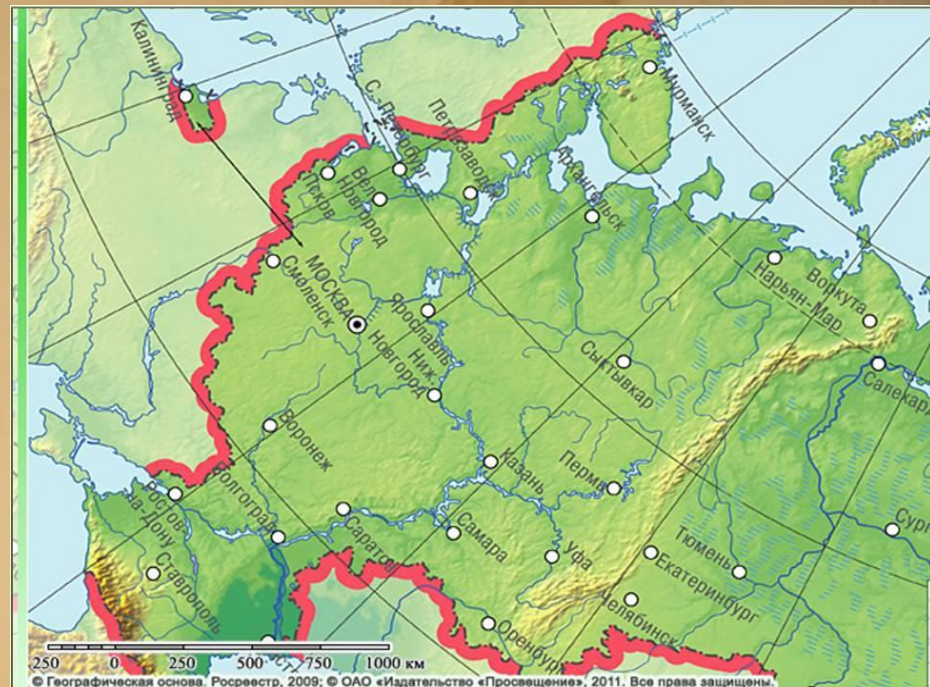 Калининград
Мурманск
С. Петербург
Петрозаводск
Архангельск
Псков
Вел.
Новгород
Нарьян-Мар
Воркута
Смоленск
МОСКВА
Ярославль
Ниж.
Новгород
Сыктывкар
Салехард
Воронеж
Казань
Пермь
Ростов-
на-Дону
Волгоград
Саратов
Самара
Уфа
Тюмень
Екатеринбург
Сург
Ставрополь
Челябинск
Оренбург
250 0 250 500 750 1000 км
© Географическая основа. Росреестр, 2009; © ОАО «Издательство «Просвещение», 2011. Все права защищены.